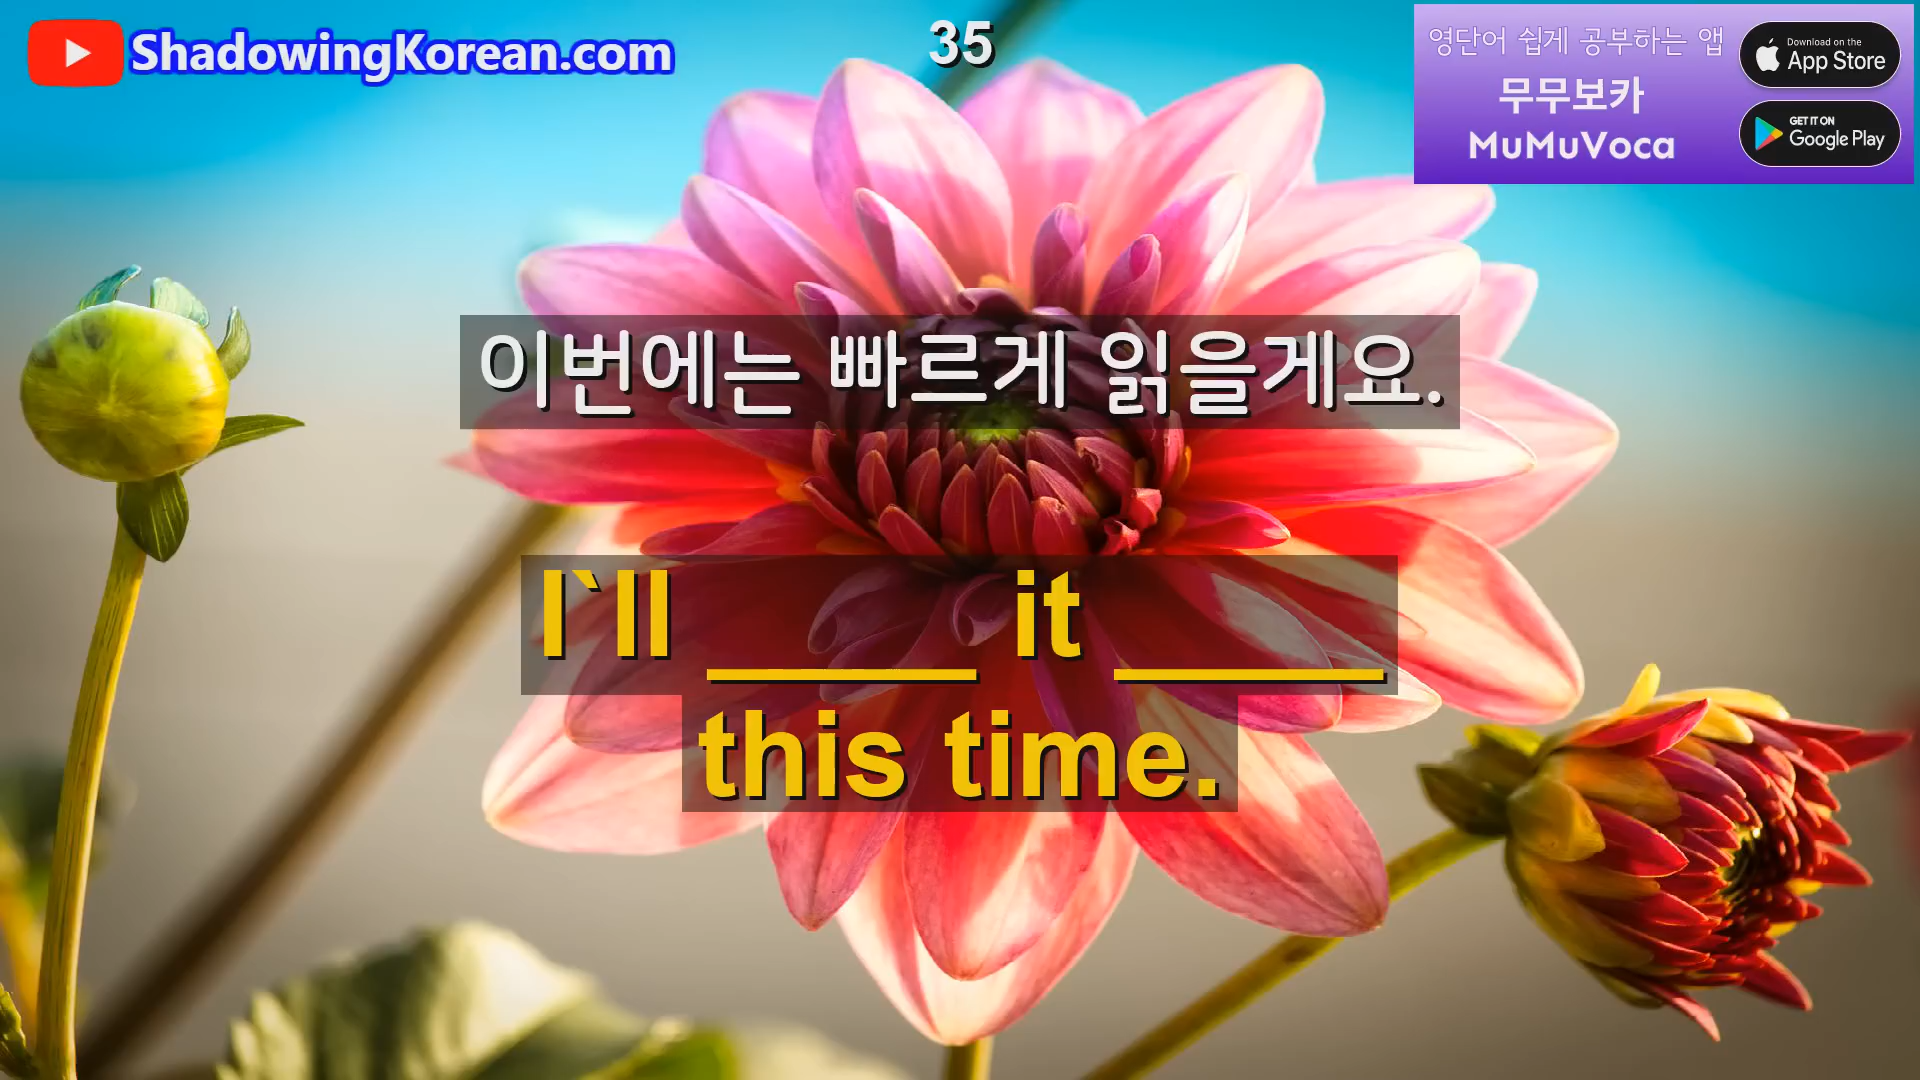 ShadowingKorean.com
35
영단어 쉽게 공부하는 앱
무무보카
MuMuVoca
Download on the
App Store
GET IT ON
Google Play
이번에는 빠르게 읽을게요.
I`ll ______ it ______
this time.